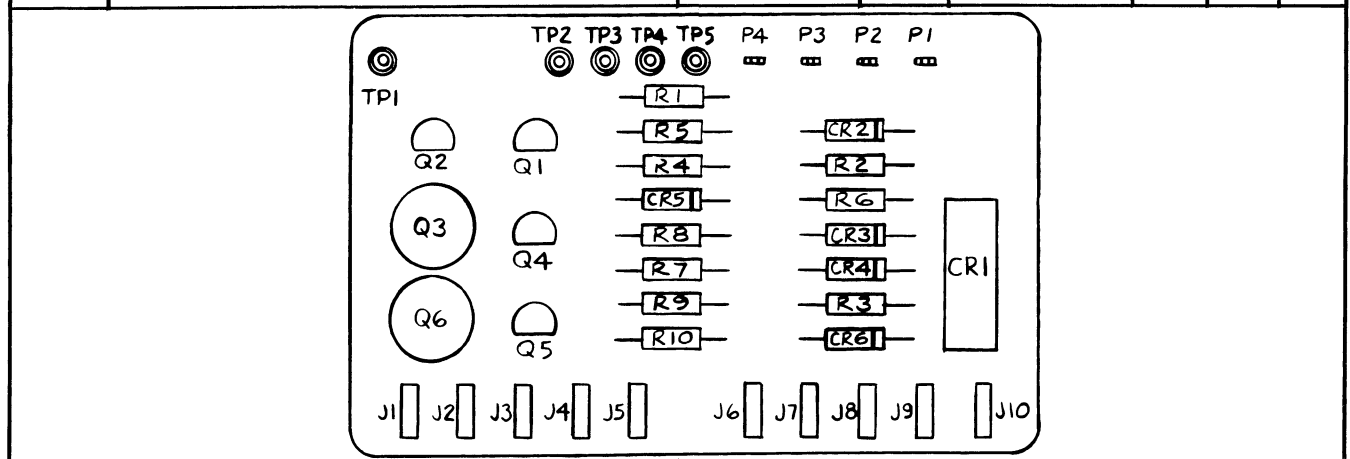 TP2 TP3 TP4 TP5 P4 P3 P2 P1
TP1
R1
R5 CR2
Q2 Q1 R4 R2
CR5 R6
Q3 R8 CR3
Q4 R7 CR4 CR1
Q6 R9 R3
Q5 R10 CR6
J1 J2 J3 J4 J5 J6 J7 J8 J9 J10